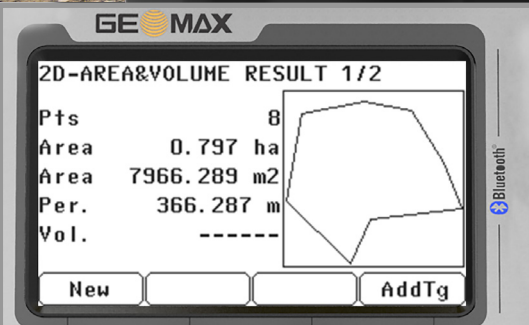 GEOMAX
2D-AREA&VOLUME RESULT 1/2
Pts 8
Area 0.797 ha
Area 7966.289 m2
Per. 366.287 m
Vol. ------
New AddTg
Bluetooth